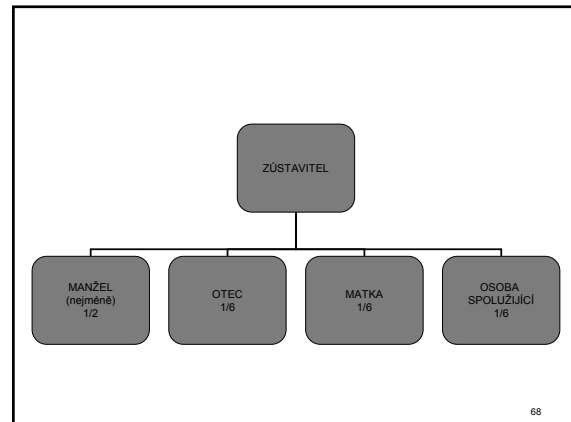 ZŮSTAVITEL
MANŽEL
(nejméně)
1/2
OTEC
1/6
MATKA
1/6
OSOBA
SPOLUŽIJÍCÍ
1/6
68